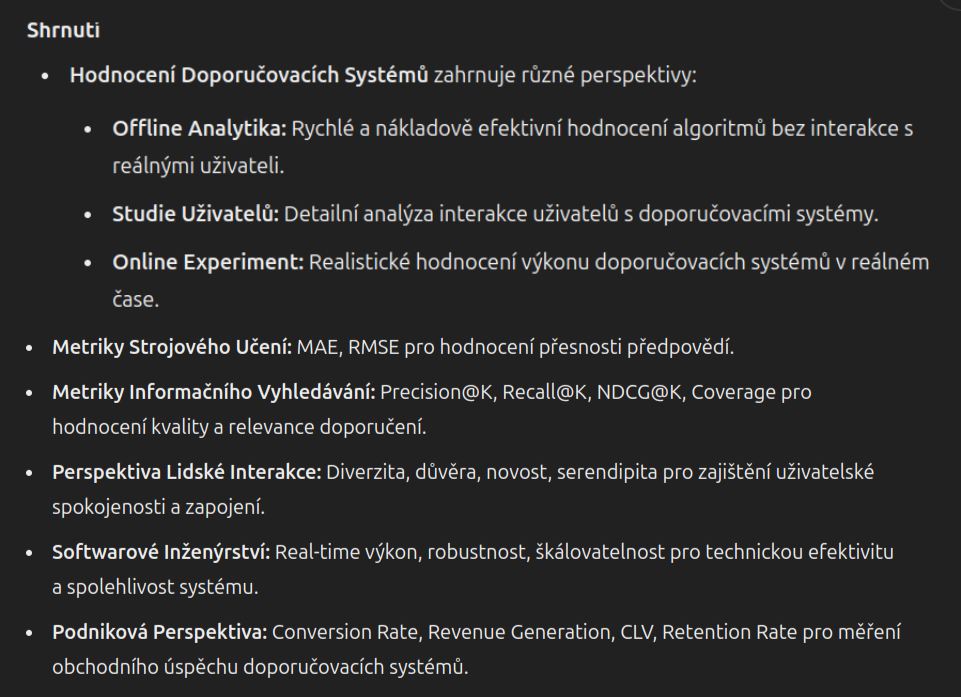 Shrnuti
• Hodnocení Doporučovacích Systémů zahrnuje různé perspektivy:
• Offline Analytika: Rychlé a nákladově efektivní hodnocení algoritmů bez interakce s
reálnými uživateli.
• Studie Uživatelů: Detailní analýza interakce uživatelů s doporučovacími systémy.
• Online Experiment: Realistické hodnocení výkonu doporučovacích systémů v reálném
čase.
• Metriky Strojového Učení: MAE, RMSE pro hodnocení přesnosti předpovědí.
• Metriky Informačního Vyhledávání: Precision@K, Recall@K, NDCG@K, Coverage pro
hodnocení kvality a relevance doporučení.
• Perspektiva Lidské Interakce: Diverzita, důvěra, novost, serendipita pro zajištění uživatelské
spokojenosti a zapojení.
• Softwarové Inženýrství: Real-time výkon, robustnost, škálovatelnost pro technickou efektivitu
a spolehlivost systému.
• Podniková Perspektiva: Conversion Rate, Revenue Generation, CLV, Retention Rate pro měření
obchodního úspěchu doporučovacích systémů.